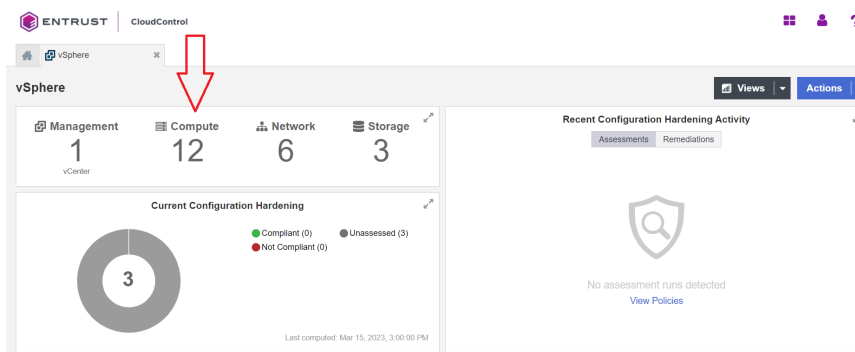 ENTRUST CloudControl
vSphere
vSphere
Views
Actions
Management Compute Network Storage
1 12 6 3
vCenter
Recent Configuration Hardening Activity
Assessments Remediations
Current Configuration Hardening
Compliant (0) Unassessed (3)
Not Compliant (0)
3
No assessment runs detected
View Policies
Last computed: Mar 15, 2023, 3:00:00 PM